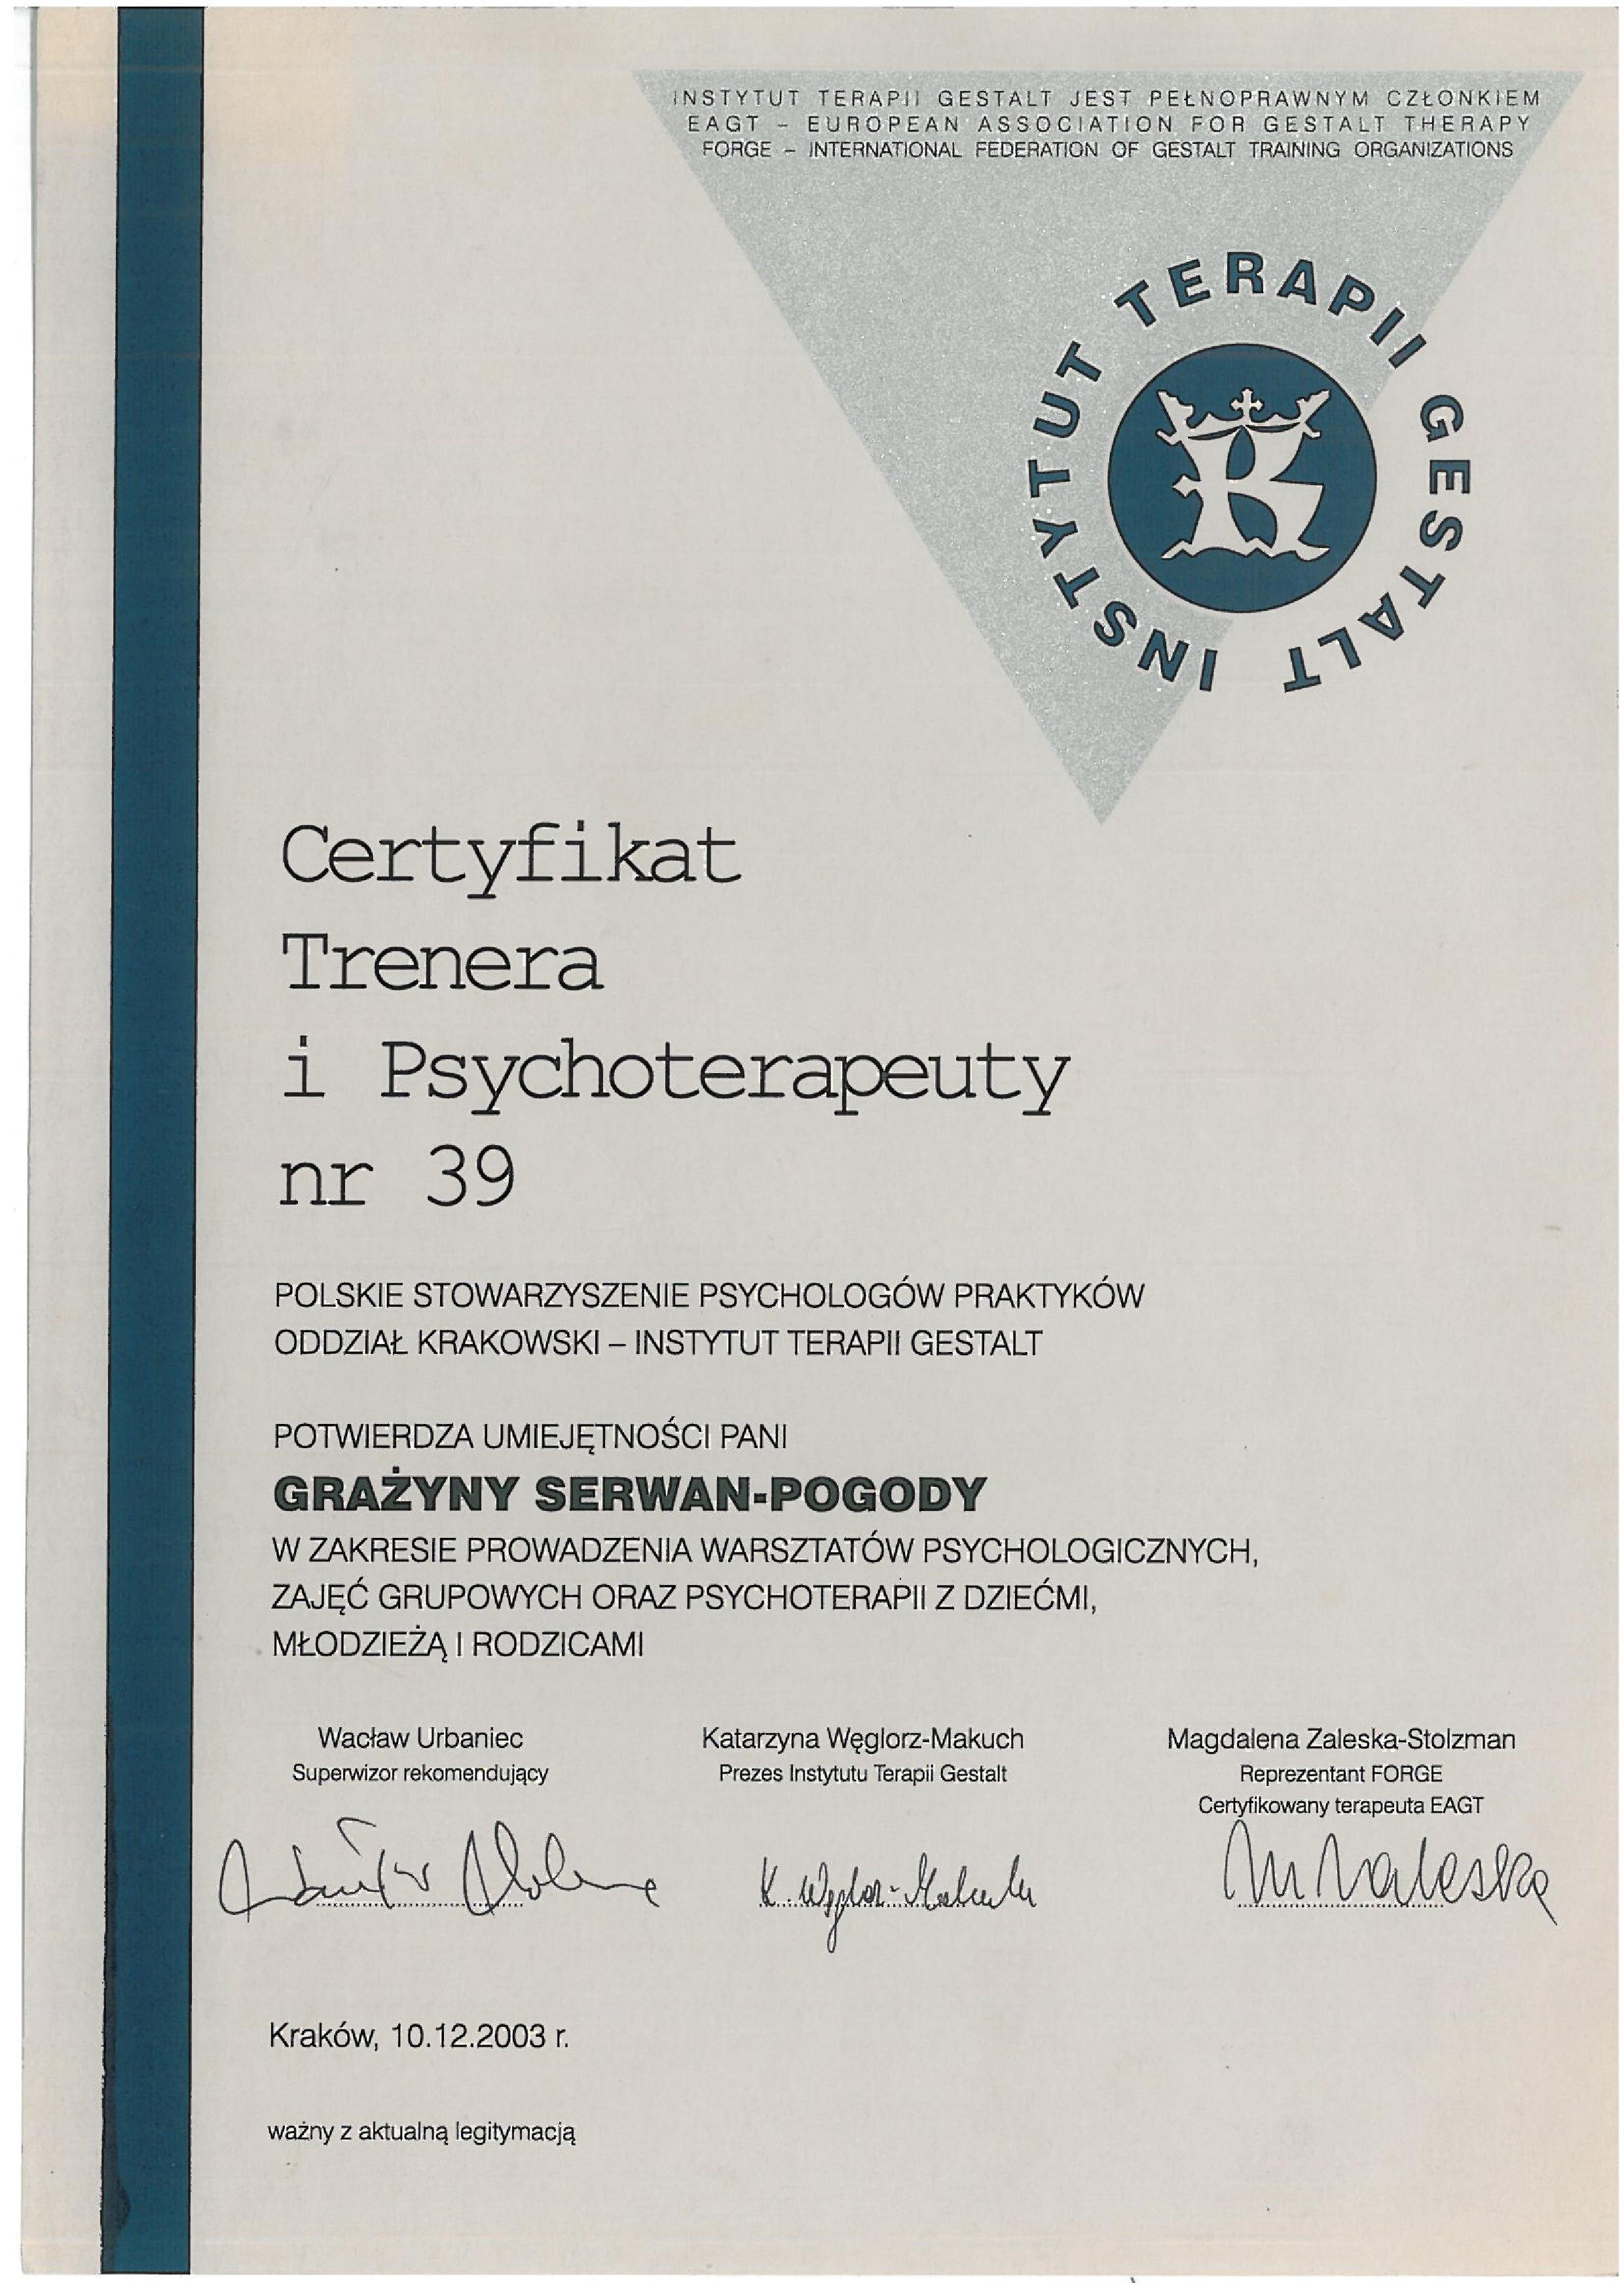 INSTYTUT TERAPII GESTALT JEST PEŁNOPRAWNYM CZŁONKIEM
EAGT – EUROPEAN ASSOCIATION FOR GESTALT THERAPY
FORGE – INTERNATIONAL FEDERATION OF GESTALT TRAINING ORGANIZATIONS
INSTYTUT TERAPII GESTALT
Certyfikat
Trenera
i Psychoterapeuty
nr 39
POLSKIE STOWARZYSZENIE PSYCHOLOGÓW PRAKTYKÓW
ODDZIAŁ KRAKOWSKI – INSTYTUT TERAPII GESTALT
POTWIERDZA UMIEJĘTNOŚCI PANI
GRAŻYNY SERWAN-POGODY
W ZAKRESIE PROWADZENIA WARSZTATÓW PSYCHOLOGICZNYCH,
ZAJĘĆ GRUPOWYCH ORAZ PSYCHOTERAPII Z DZIEĆMI,
MŁODZIEŻĄ I RODZICAMI
Wacław Urbaniec
Superwizor rekomendujący
Katarzyna Węglorz-Makuch
Prezes Instytutu Terapii Gestalt
K. Węglorz-Makuch
Magdalena Zaleska-Stolzman
Reprezentant FORGE
Certyfikowany terapeuta EAGT
M Zaleska
Kraków, 10.12.2003 r.
ważny z aktualną legitymacją